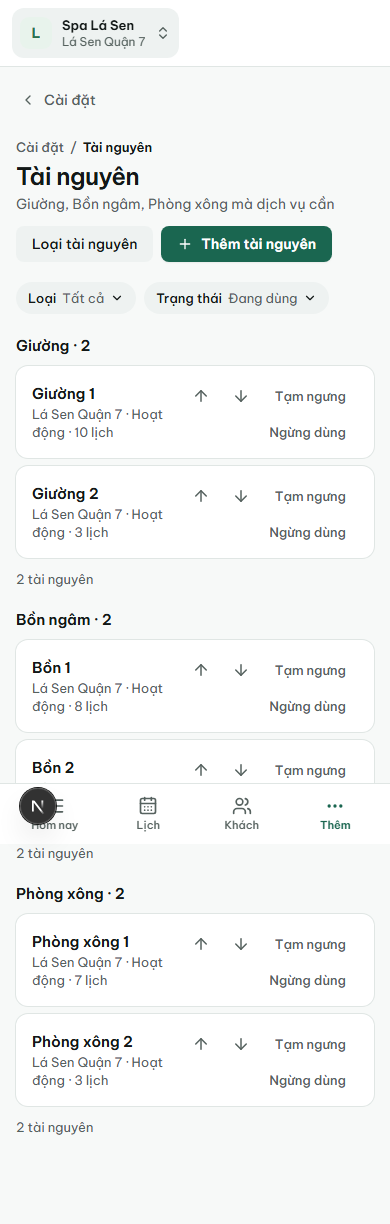 L
Spa Lá Sen
Lá Sen Quận 7
Cài đặt
Cài đặt / Tài nguyên
Tài nguyên
Giường, Bồn ngâm, Phòng xông mà dịch vụ cần
Loại tài nguyên
Thêm tài nguyên
Loại Tất cả
Trạng thái Đang dùng
Giường · 2
Giường 1
Lá Sen Quận 7 · Hoạt
động · 10 lịch
Tạm ngưng
Ngừng dùng
Giường 2
Lá Sen Quận 7 · Hoạt
động · 3 lịch
Tạm ngưng
Ngừng dùng
2 tài nguyên
Bồn ngâm · 2
Bồn 1
Lá Sen Quận 7 · Hoạt
động · 8 lịch
Tạm ngưng
Ngừng dùng
Bồn 2
Tạm ngưng
N
Hôm nay
Lịch
Khách
Thêm
2 tài nguyên
Phòng xông · 2
Phòng xông 1
Lá Sen Quận 7 · Hoạt
động · 7 lịch
Tạm ngưng
Ngừng dùng
Phòng xông 2
Lá Sen Quận 7 · Hoạt
động · 3 lịch
Tạm ngưng
Ngừng dùng
2 tài nguyên